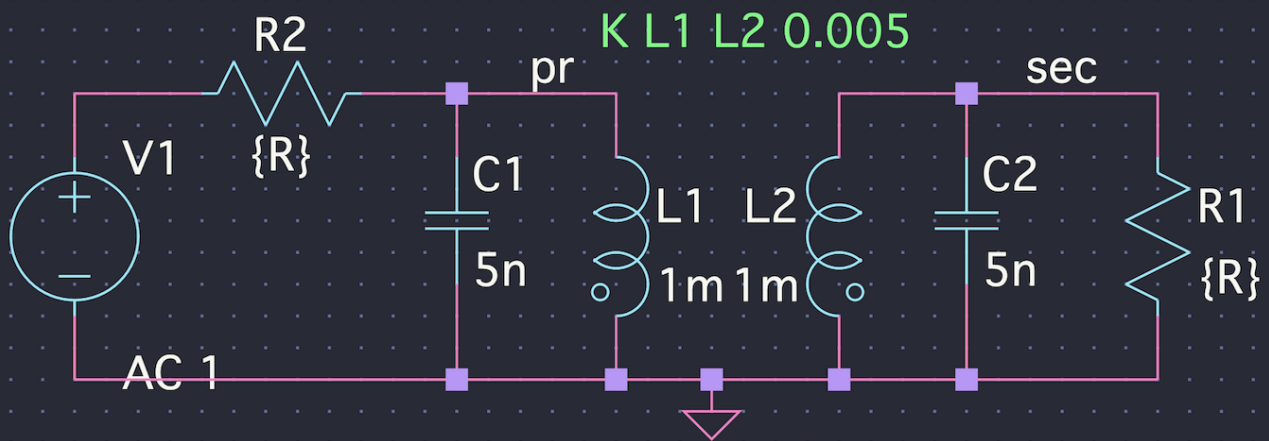 K L1 L2 0.005
R2
{R}
V1
AC 1
pr
C1
5n
L1
1m
L2
1m
sec
C2
5n
R1
{R}